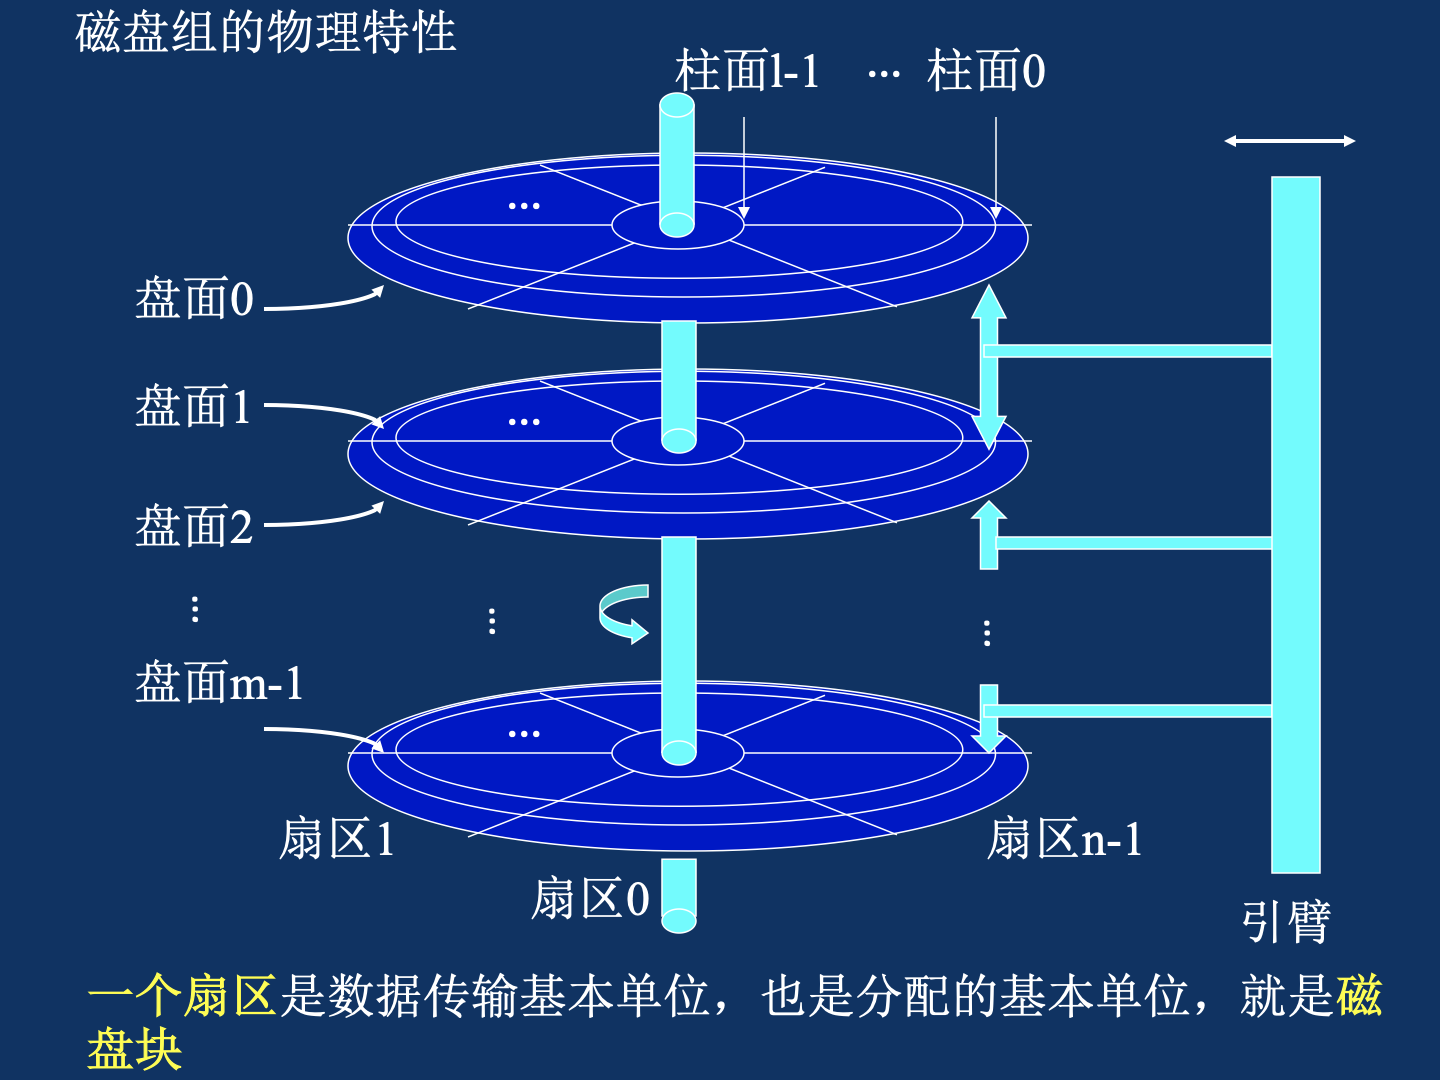 磁盘组的物理特性
柱面l-1 … 柱面0
…
盘面0
盘面1
…
盘面2
…
…
…
盘面m-1
…
扇区1
扇区n-1
扇区0
引臂
一个扇区是数据传输基本单位，也是分配的基本单位，就是磁
盘块